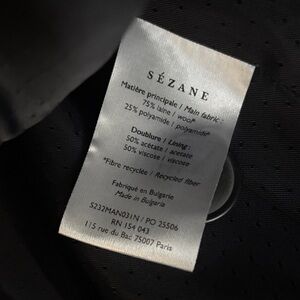 SÉZANE
Matière principale / Main fabric :
75% laine / wool*
25% polyamide / polyamide*
Doublure / Lining :
50% acétate / acetate
50% viscose / viscose
*Fibre recyclée / Recycled fiber
Fabriqué en Bulgarie
Made in Bulgaria
S232MAN031N / PO 25506
RN 154 043
115 rue du Bac 75007 Paris